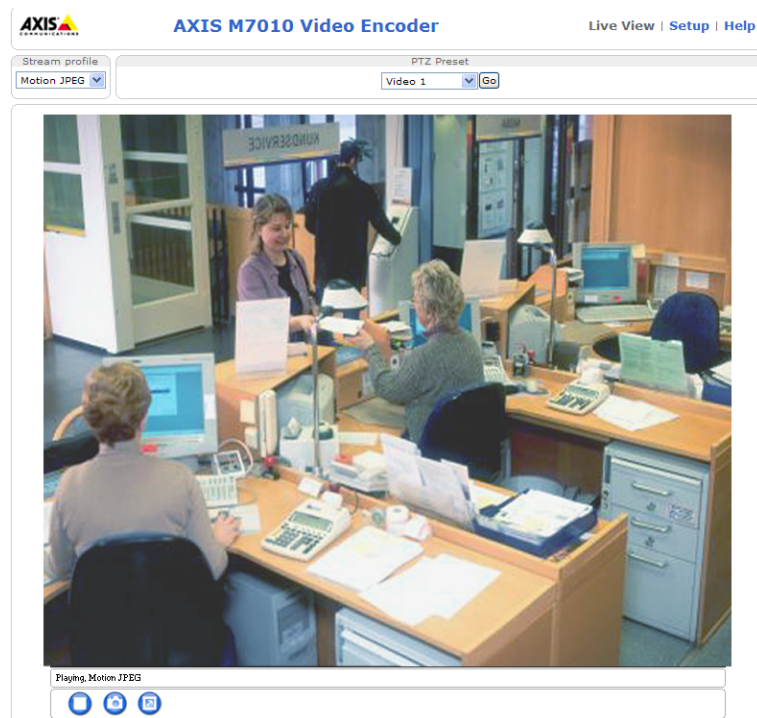 AXIS
COMMUNICATIONS
AXIS M7010 Video Encoder
Live View | Setup | Help
Stream profile
PTZ Preset
Motion JPEG
Video 1
Go
KUNDSERVICE
Playing, Motion JPEG